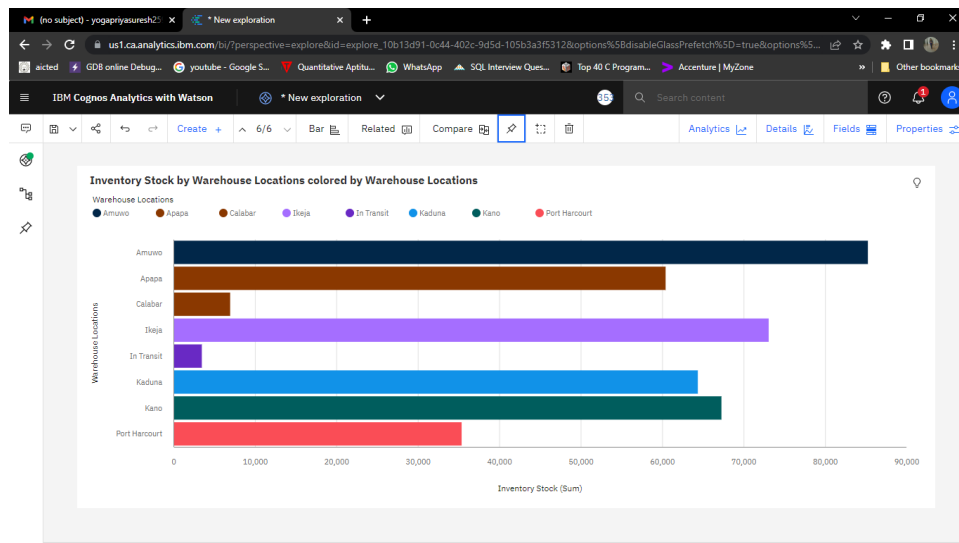 (no subject) - yogapriyasuresh25
* New exploration
us1.ca.analytics.ibm.com/bi/?perspective=explore&id=explore_10b13d91-0c44-402c-9d5d-105b3a3f5312&options%5BdisableGlassPrefetch%5D=true&options%5...
aicted
GDB online Debug...
youtube - Google S...
Quantitative Aptitu...
WhatsApp
SQL Interview Ques...
Top 40 C Program...
Accenture | MyZone
»
Other bookmarks
IBM Cognos Analytics with Watson
* New exploration
353
Search content
Create +
6/6
Bar
Related
Compare
Analytics
Details
Fields
Properties
Inventory Stock by Warehouse Locations colored by Warehouse Locations
Warehouse Locations
Amuwo Apapa Calabar Ikeja In Transit Kaduna Kano Port Harcourt
Warehouse Locations
Amuwo
Apapa
Calabar
Ikeja
In Transit
Kaduna
Kano
Port Harcourt
0 10,000 20,000 30,000 40,000 50,000 60,000 70,000 80,000 90,000
Inventory Stock (Sum)